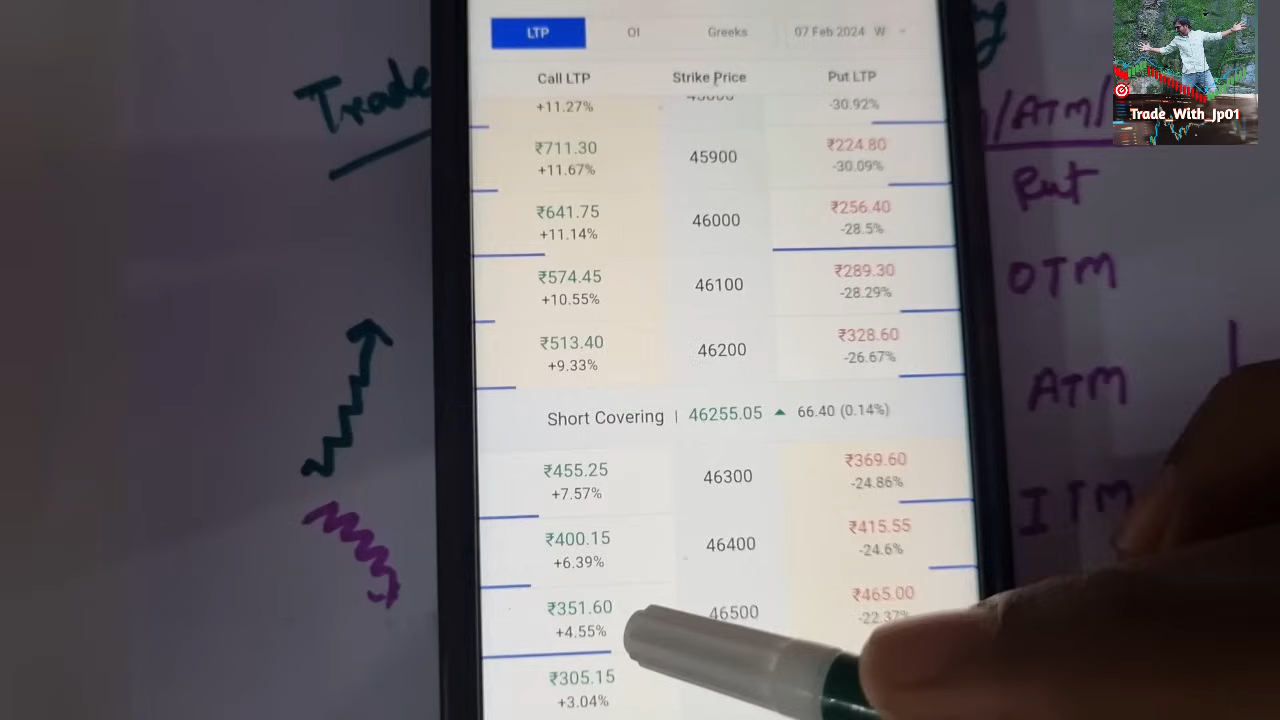 LTP OI Greeks 07 Feb 2024 W
Call LTP Strike Price Put LTP
+11.27% -30.92%
₹711.30 45900 ₹224.80
+11.67% -30.09%
₹641.75 46000 ₹256.40
+11.14% -28.5%
₹574.45 46100 ₹289.30
+10.55% -28.29%
₹513.40 46200 ₹328.60
+9.33% -26.67%
Short Covering | 46255.05 ▲ 66.40 (0.14%)
₹455.25 46300 ₹369.60
+7.57% -24.86%
₹400.15 46400 ₹415.55
+6.39% -24.6%
₹351.60 46500 ₹465.00
+4.55% -22.37%
₹305.15
+3.04%
Trade
/ATM/
Put
OTM
ATM
ITM
Trade_With_Jp01